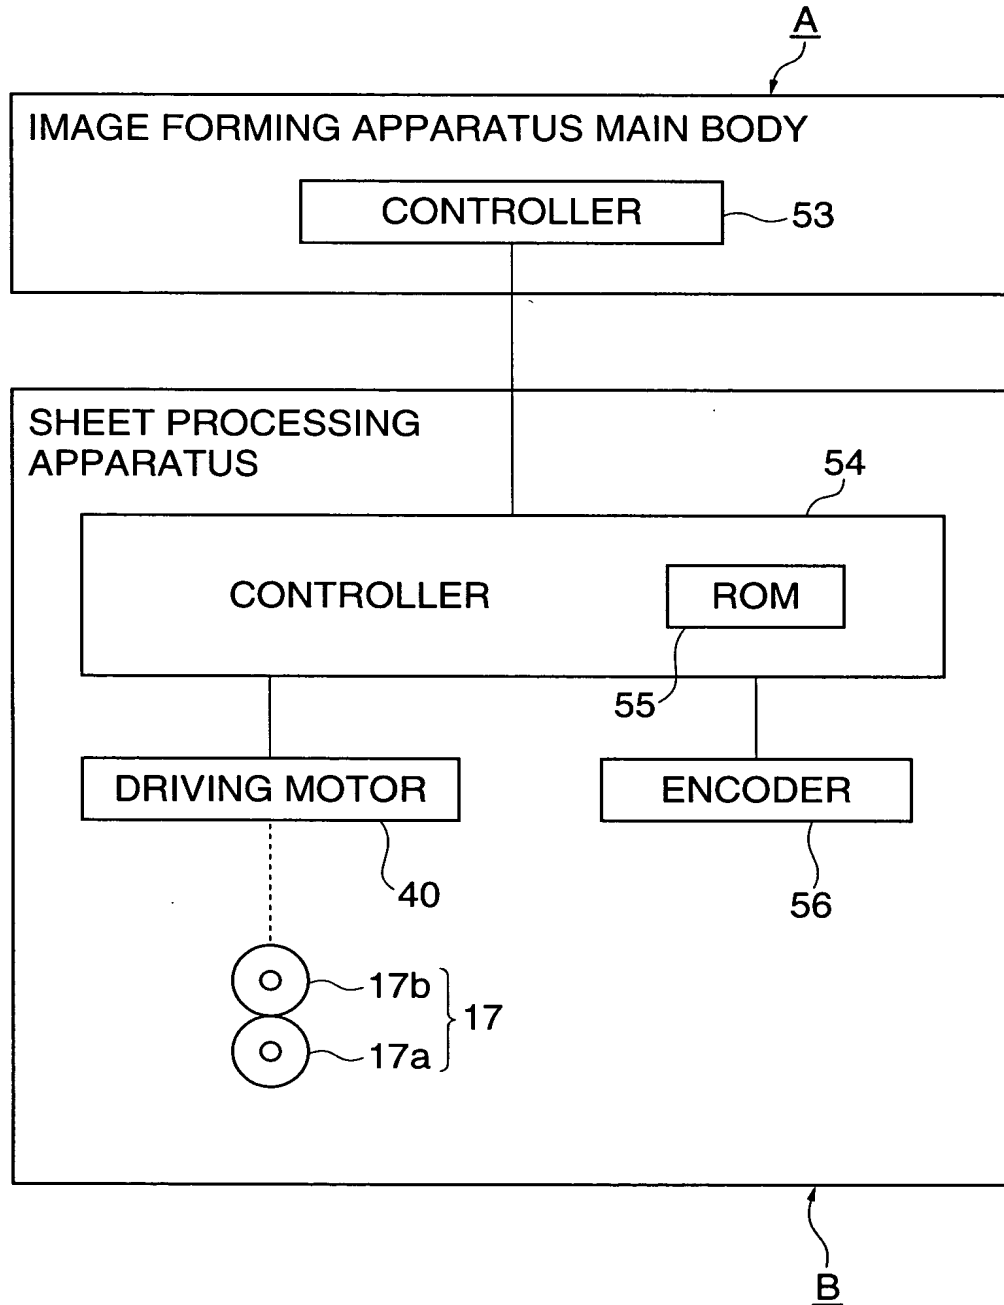 A
IMAGE FORMING APPARATUS MAIN BODY
CONTROLLER
53
SHEET PROCESSING
APPARATUS
54
CONTROLLER
ROM
55
DRIVING MOTOR
ENCODER
40
56
17b
17
17a
B